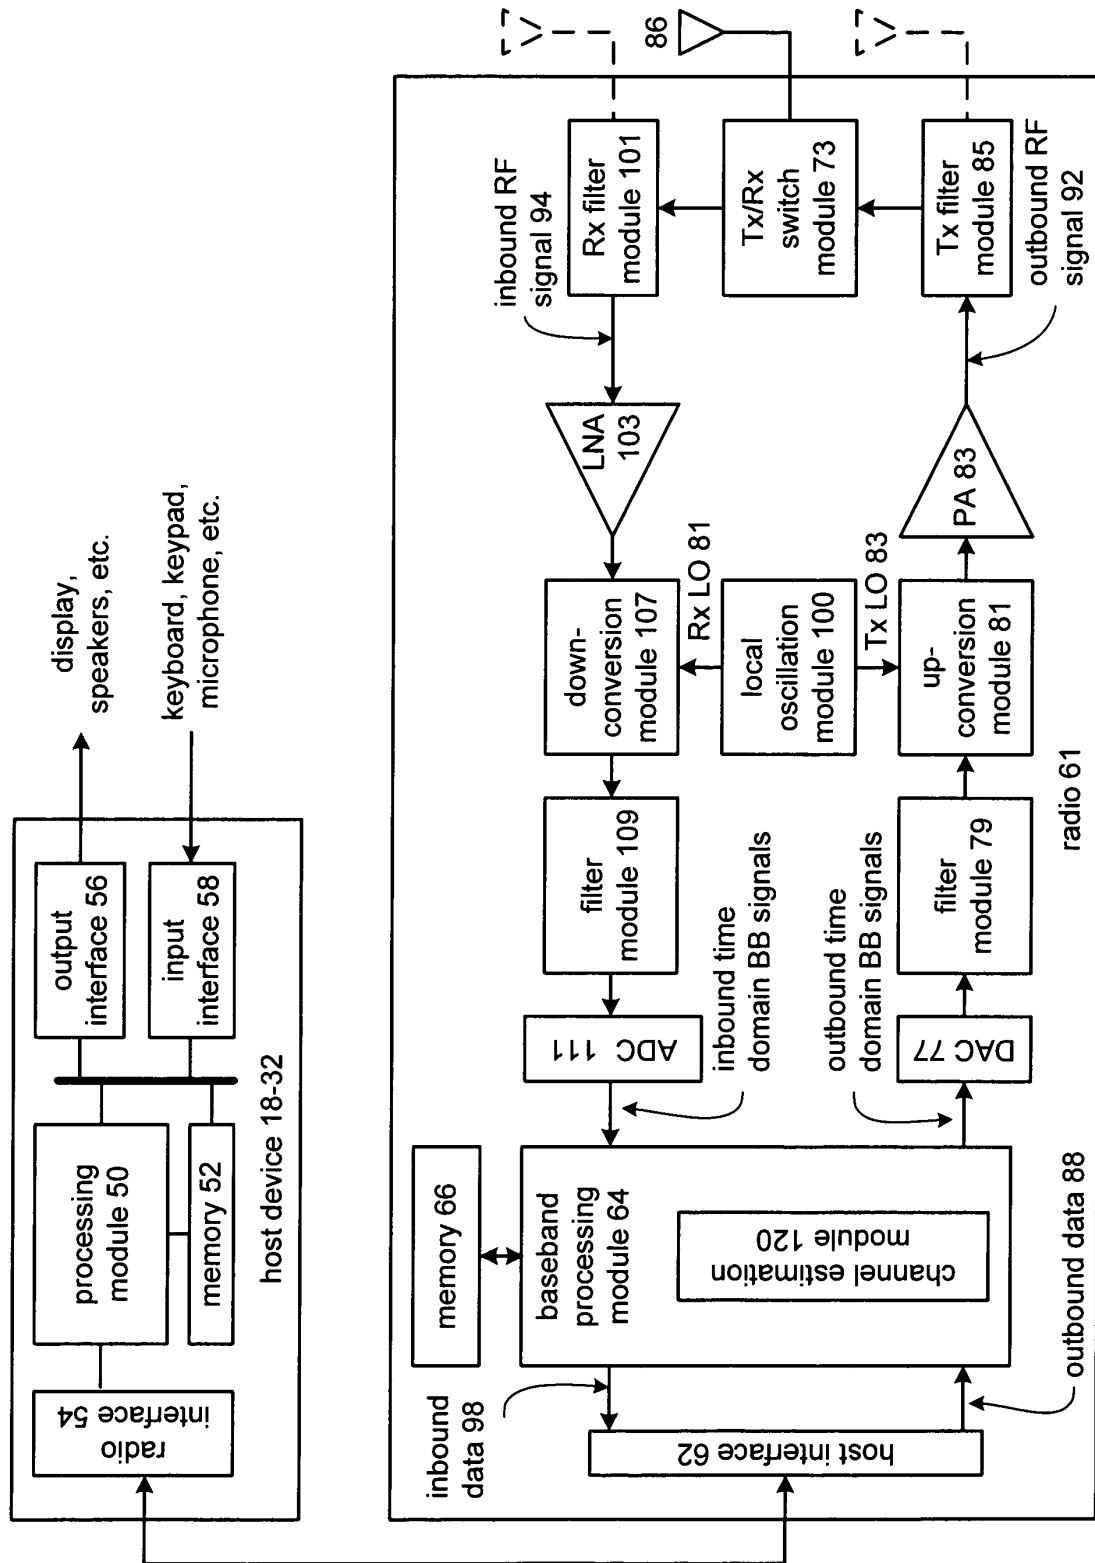 radio
interface 54
processing
module 50
memory 52
output
interface 56
input
interface 58
host device 18-32
display,
speakers, etc.
keyboard, keypad,
microphone, etc.
memory 66
inbound
data 98
host interface 62
baseband
processing
module 64
channel estimation
module 120
outbound data 88
ADC 111
inbound time
domain BB signals
outbound time
domain BB signals
DAC 77
filter
module 109
filter
module 79
down-
conversion
module 107
Rx LO 81
local
oscillation
module 100
Tx LO 83
up-
conversion
module 81
radio 61
LNA
103
PA 83
inbound RF
signal 94
outbound RF
signal 92
Rx filter
module 101
Tx/Rx
switch
module 73
Tx filter
module 85
86